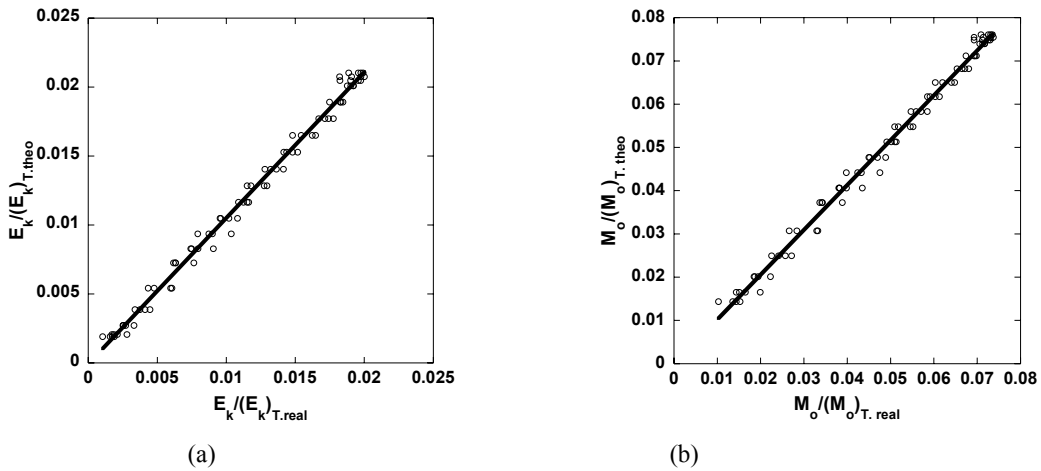 0.025
0.02
0.015
0.01
0.005
0
0 0.005 0.01 0.015 0.02 0.025
E_k/(E_k)_T.theo
E_k/(E_k)_T.real
(a)
0.08
0.07
0.06
0.05
0.04
0.03
0.02
0.01
0
0 0.01 0.02 0.03 0.04 0.05 0.06 0.07 0.08
M_o/(M_o)_T. theo
M_o/(M_o)_T. real
(b)